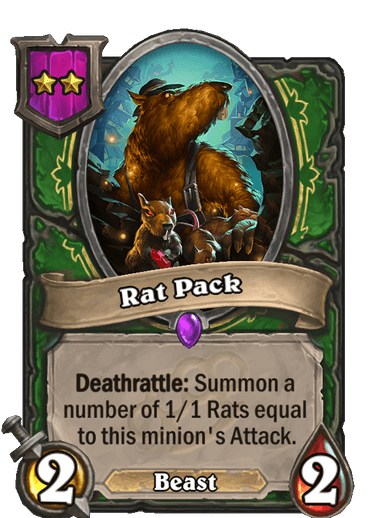 Rat Pack
Deathrattle: Summon a
number of 1/1 Rats equal
to this minion's Attack.
2
Beast
2